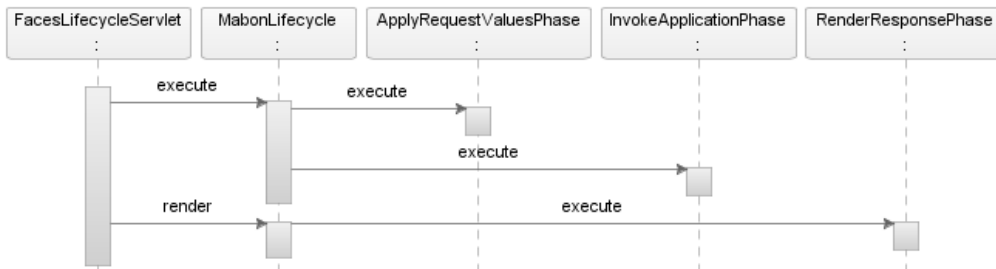 FacesLifecycleServlet
:
MabonLifecycle
:
ApplyRequestValuesPhase
:
InvokeApplicationPhase
:
RenderResponsePhase
:
execute
execute
execute
render
execute